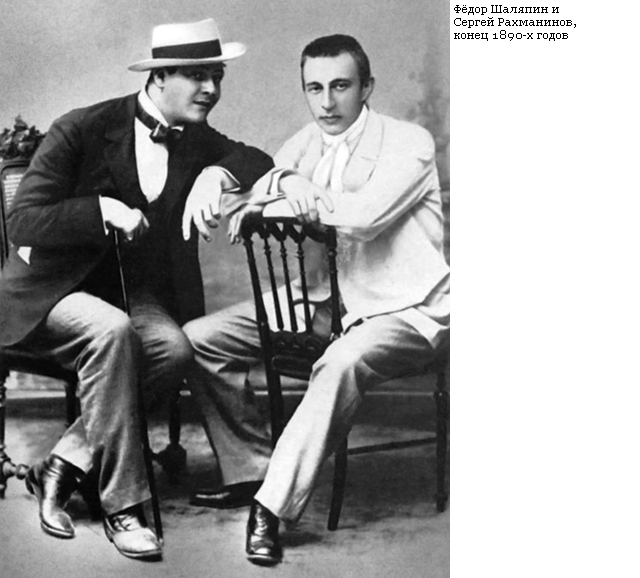 Фёдор Шаляпин и
Сергей Рахманинов,
конец 1890-х годов